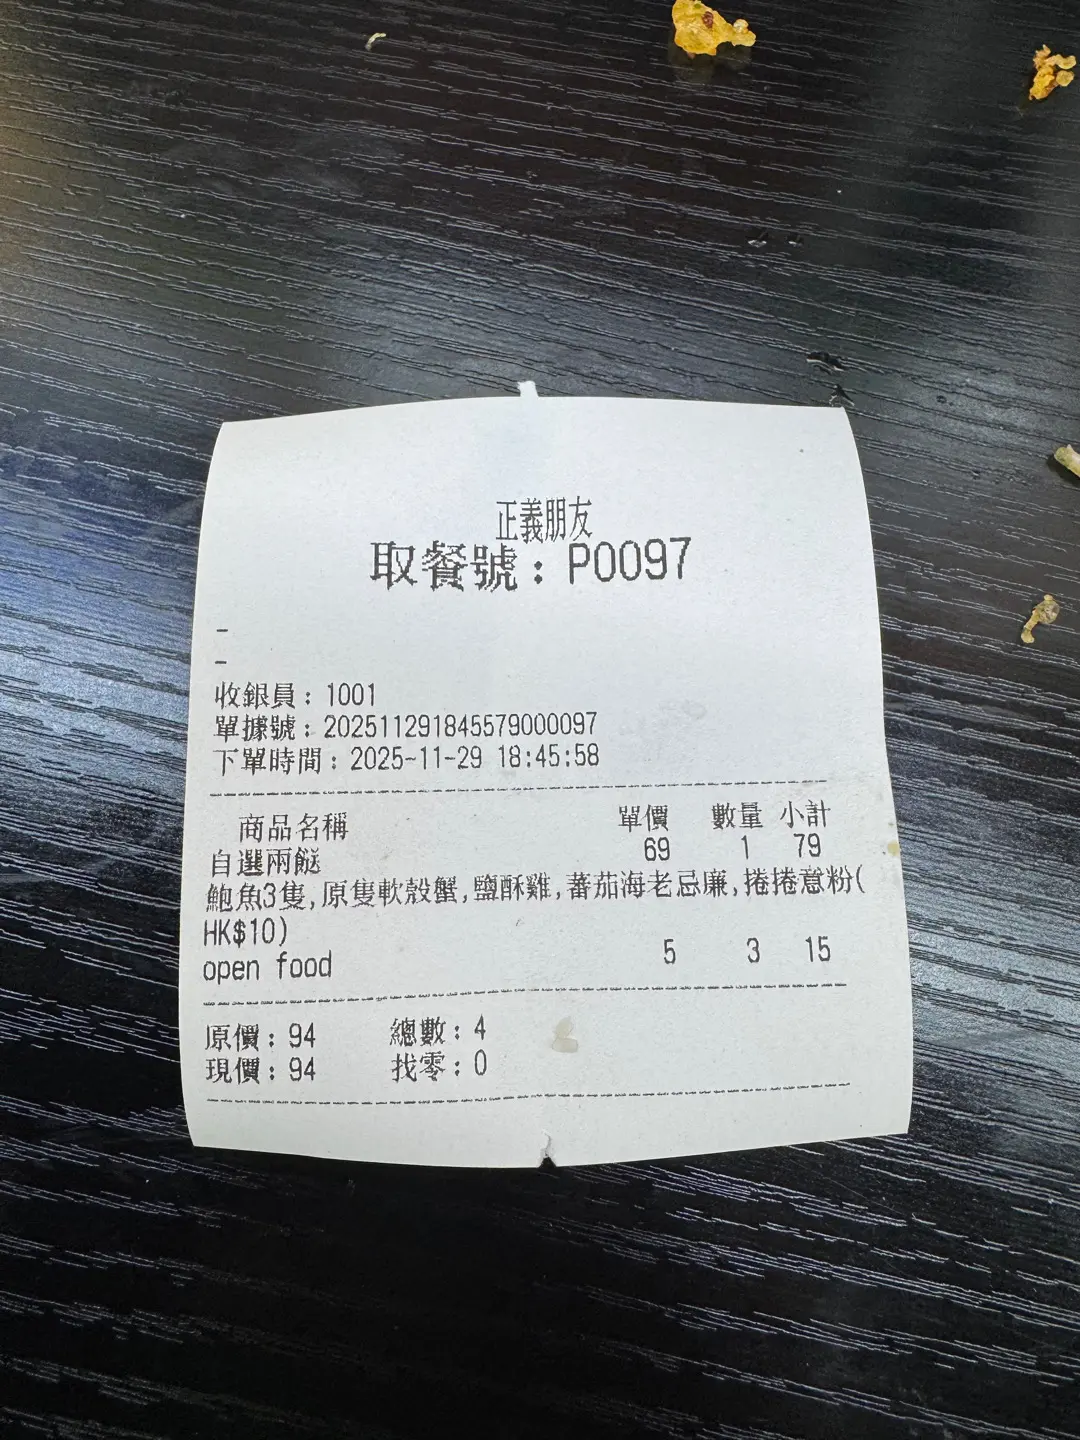 正義朋友
取餐號：P0097
-
-
收銀員：1001
單據號：202511291845579000097
下單時間：2025-11-29 18:45:58
商品名稱 單價 數量 小計
自選兩餸 69 1 79
鮑魚3隻,原隻軟殼蟹,鹽酥雞,蕃茄海老忌廉,捲捲意粉(
HK$10)
open food 5 3 15
原價：94 總數：4
現價：94 找零：0